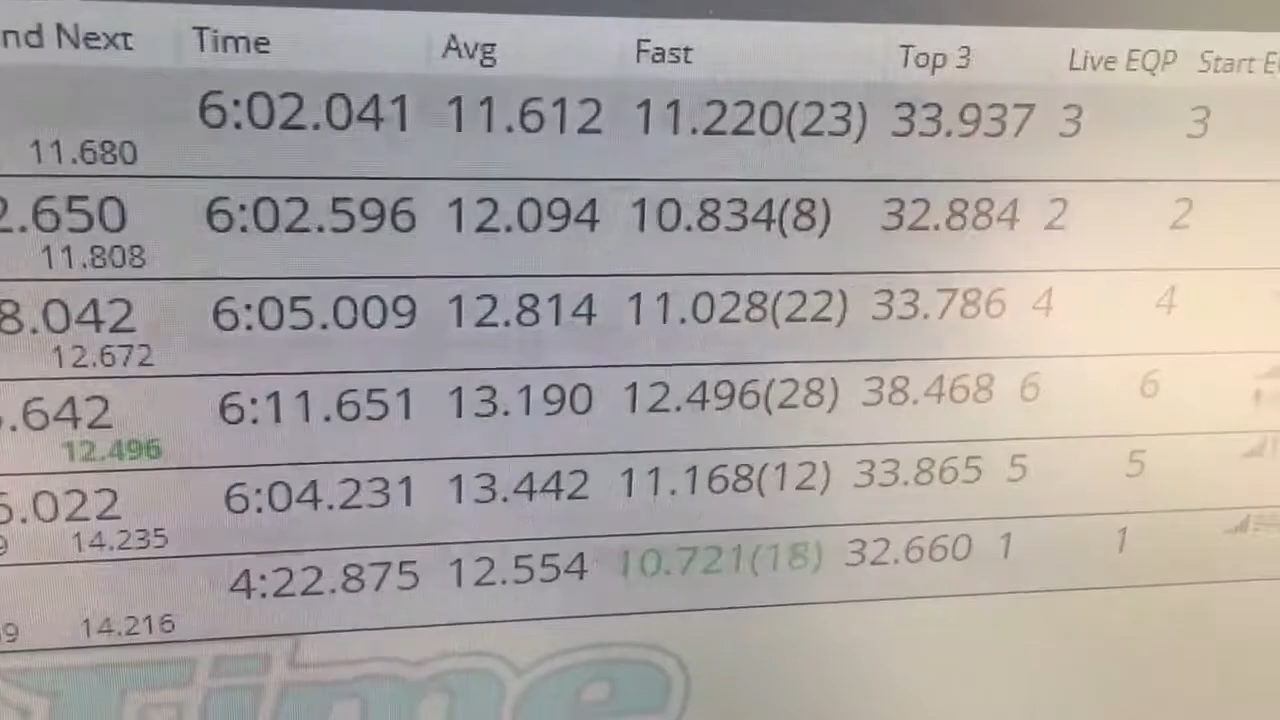 nd Next Time Avg Fast Top 3 Live EQP Start
6:02.041 11.612 11.220(23) 33.937 3 3
11.680
2.650 6:02.596 12.094 10.834(8) 32.884 2 2
11.808
8.042 6:05.009 12.814 11.028(22) 33.786 4 4
12.672
.642 6:11.651 13.190 12.496(28) 38.468 6 6
12.496
5.022 6:04.231 13.442 11.168(12) 33.865 5 5
9 14.235
4:22.875 12.554 10.721(18) 32.660 1 1
99 14.216
Time